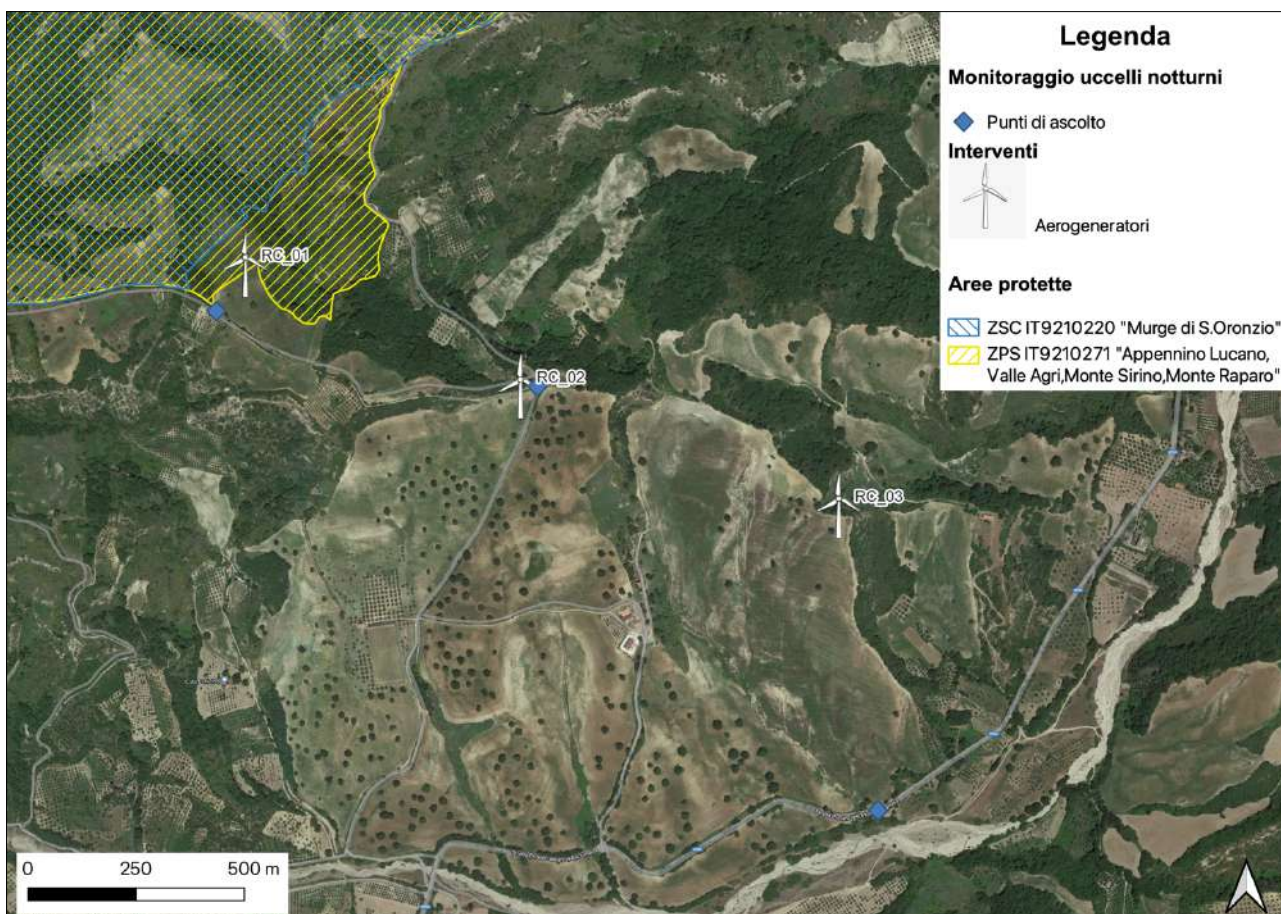 Legenda
Monitoraggio uccelli notturni
Punti di ascolto
Interventi
Aerogeneratori
Aree protette
ZSC IT9210220 "Murge di S.Oronzio"
ZPS IT9210271 "Appennino Lucano,
Valle Agri,Monte Sirino,Monte Raparo"
RC_01
RC_02
RC_03
0 250 500 m